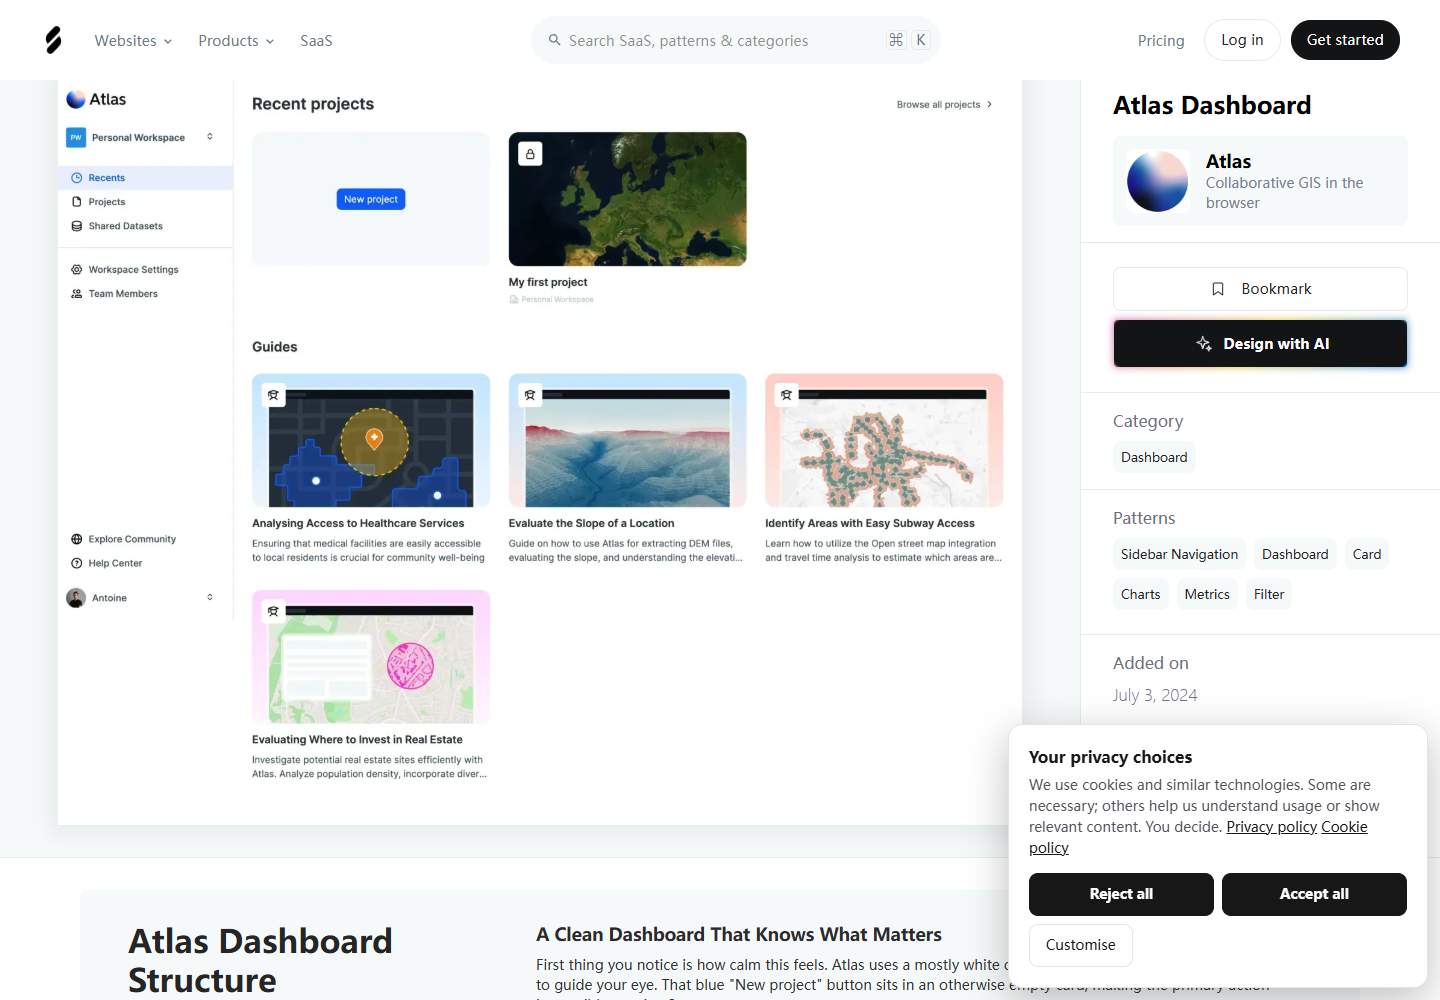 Websites
Products
SaaS
Search SaaS, patterns & categories
⌘ K
Pricing
Log in
Get started
Atlas
PW Personal Workspace
Recents
Projects
Shared Datasets
Workspace Settings
Team Members
Explore Community
Help Center
Antoine
Recent projects
Browse all projects
New project
My first project
Personal Workspace
Guides
Analysing Access to Healthcare Services
Ensuring that medical facilities are easily accessible
to local residents is crucial for community well-being
Evaluate the Slope of a Location
Guide on how to use Atlas for extracting DEM files,
evaluating the slope, and understanding the elevati...
Identify Areas with Easy Subway Access
Learn how to utilize the Open street map integration
and travel time analysis to estimate which areas are...
Evaluating Where to Invest in Real Estate
Investigate potential real estate sites efficiently with
Atlas. Analyze population density, incorporate diver...
Atlas Dashboard
Atlas
Collaborative GIS in the
browser
Bookmark
Design with AI
Category
Dashboard
Patterns
Sidebar Navigation Dashboard Card
Charts Metrics Filter
Added on
July 3, 2024
Your privacy choices
We use cookies and similar technologies. Some are
necessary; others help us understand usage or show
relevant content. You decide. Privacy policy Cookie
policy
Reject all
Accept all
Customise
Atlas Dashboard
Structure
A Clean Dashboard That Knows What Matters
First thing you notice is how calm this feels. Atlas uses a mostly white
to guide your eye. That blue "New project" button sits in an otherwise empty card, making the primary action